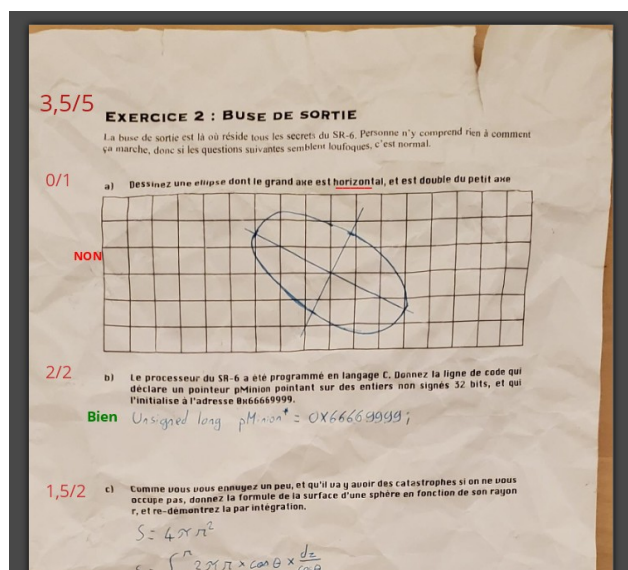 3,5/5
EXERCICE 2 : BUSE DE SORTIE
La buse de sortie est là où réside tous les secrets du SR-6. Personne n'y comprend rien à comment
ça marche, donc si les questions suivantes semblent loufoques, c'est normal.
0/1
a) Dessinez une ellipse dont le grand axe est horizontal, et est double du petit axe
NON
2/2
b) Le processeur du SR-6 a été programmé en langage C. Donnez la ligne de code qui
déclare un pointeur pMinion pointant sur des entiers non signés 32 bits, et qui
l'initialise à l'adresse 0x66669999.
Bien Unsigned long pMinion* = 0X66669999;
1,5/2
c) Comme vous vous ennuyez un peu, et qu'il va y avoir des catastrophes si on ne vous
occupe pas, donnez la formule de la surface d'une sphère en fonction de son rayon
r, et re-démontrez la par intégration.
S = 4πr²